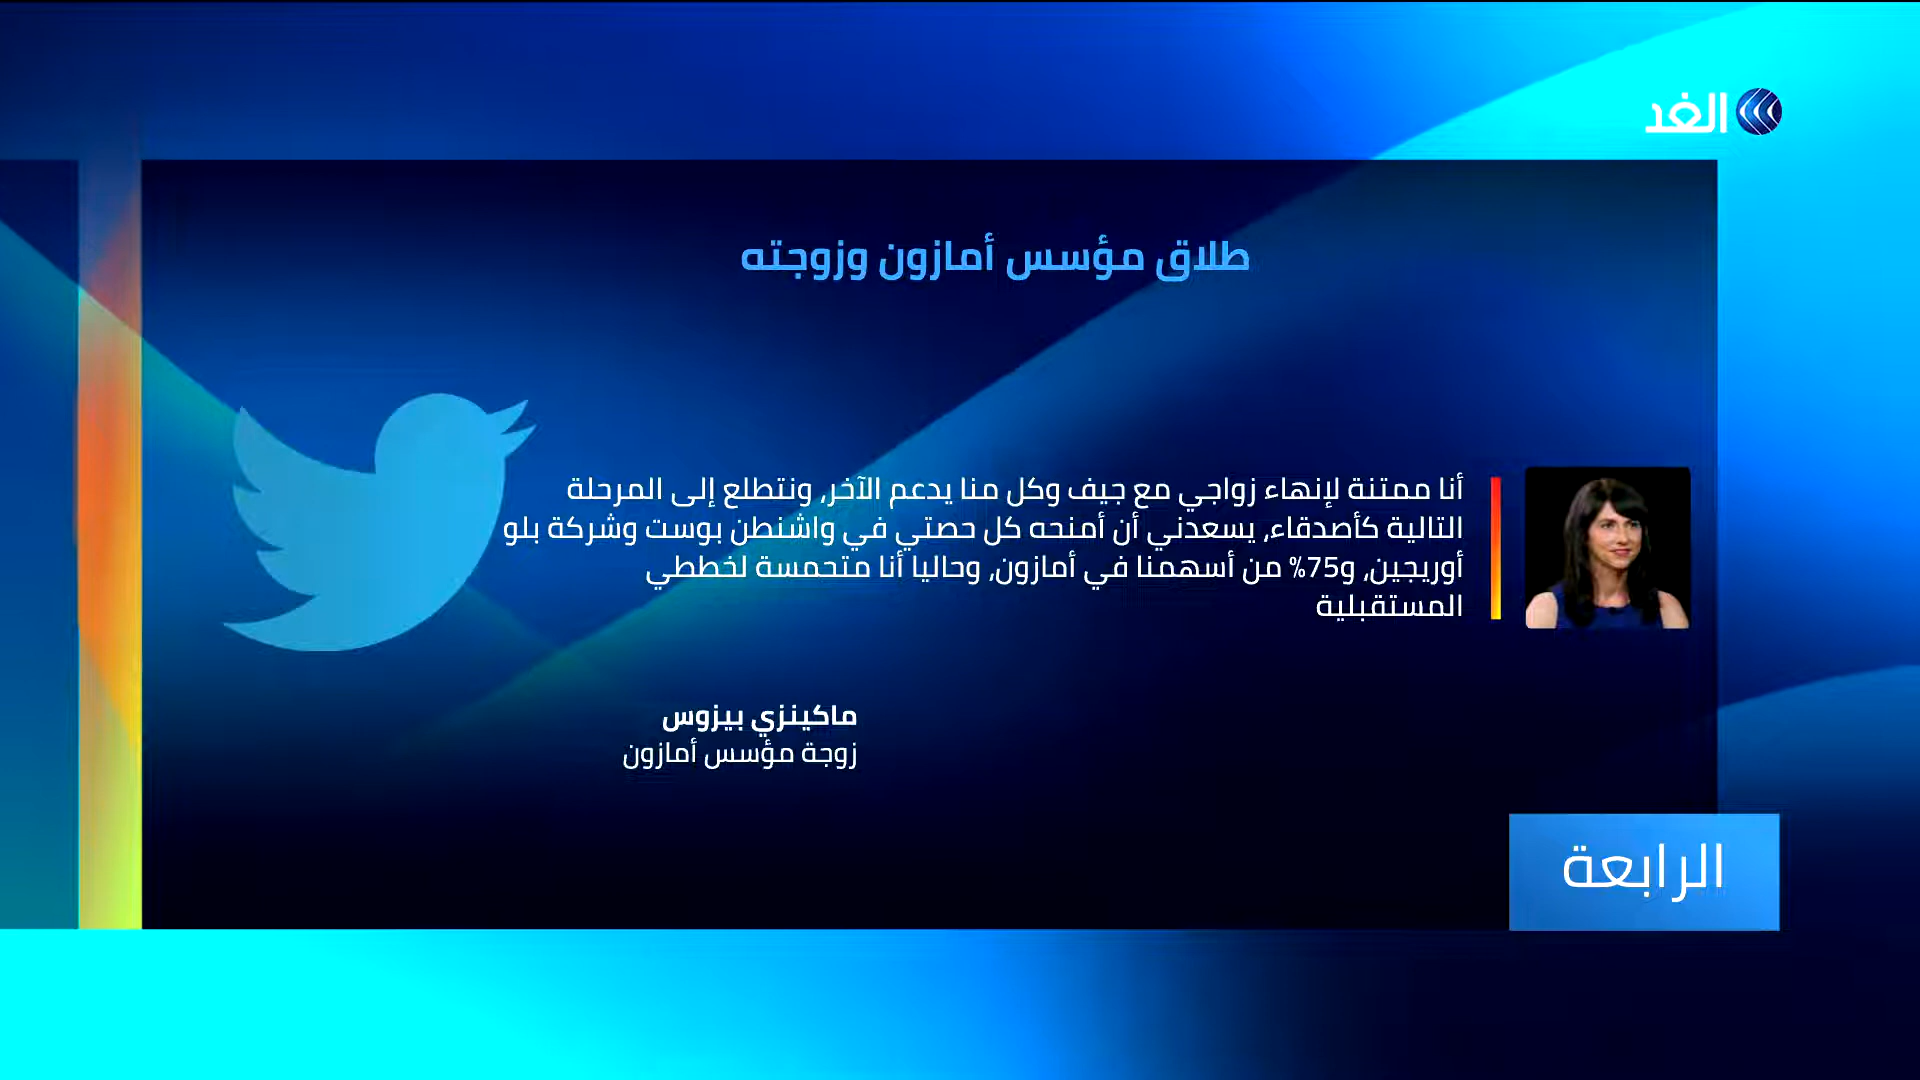 الغد
طلاق مؤسس أمازون وزوجته
أنا ممتنة لإنهاء زواجي مع جيف وكل منا يدعم الآخر، ونتطلع إلى المرحلة
التالية كأصدقاء، يسعدني أن أمنحه كل حصتي في واشنطن بوست وشركة بلو
أوريجين، و75% من أسهمنا في أمازون، وحاليا أنا متحمسة لخططي
المستقبلية
ماكينزي بيزوس
زوجة مؤسس أمازون
الرابعة